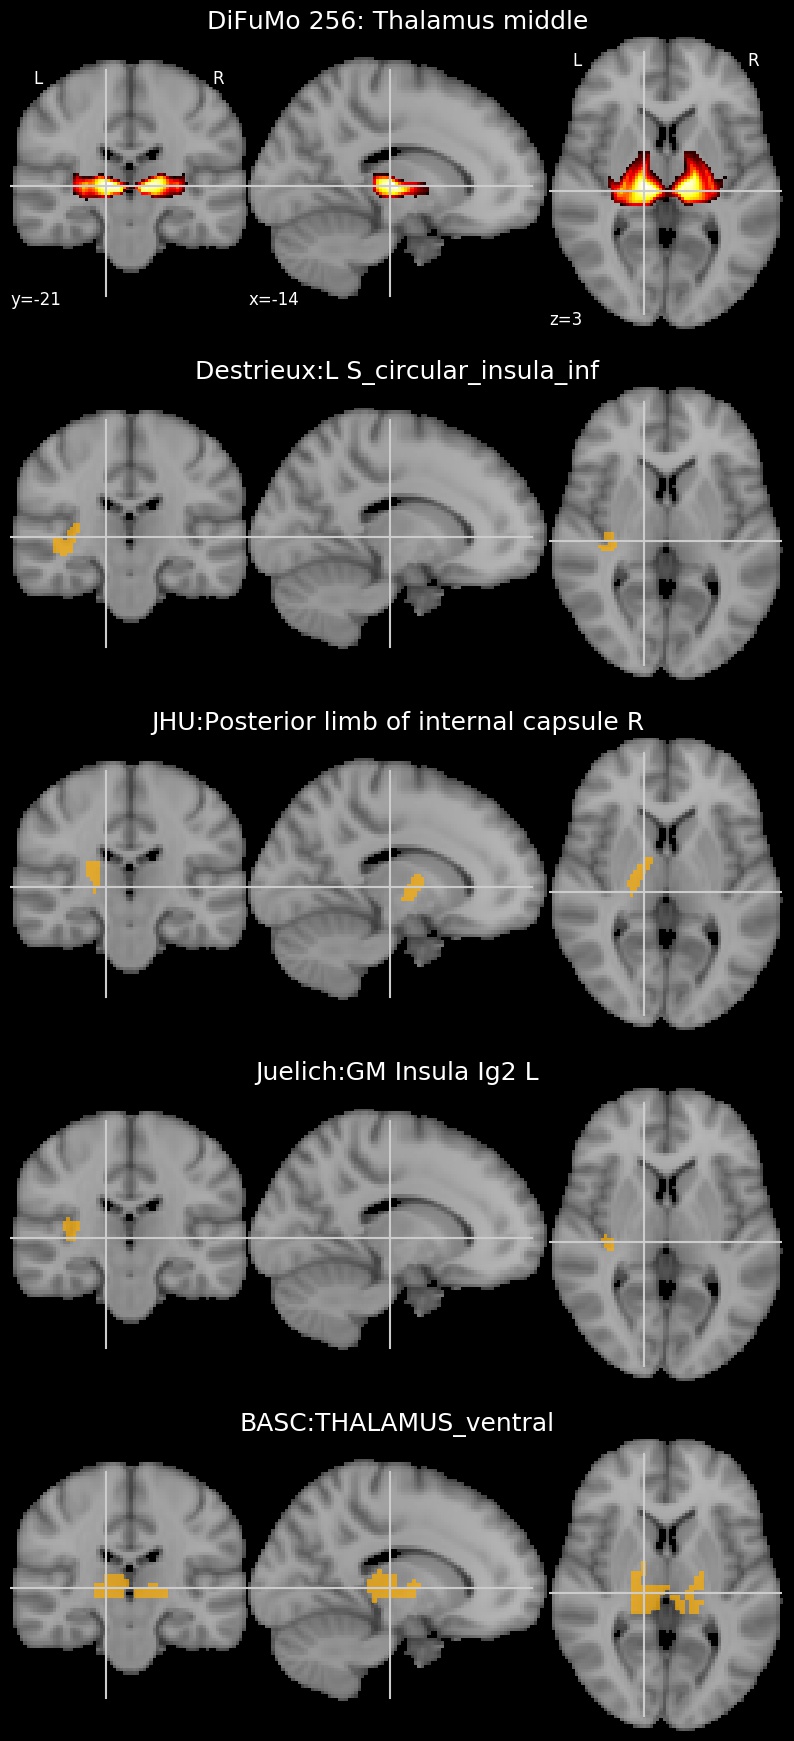 DiFuMo 256: Thalamus middle
L R L R
y=-21 x=-14 z=3
Destrieux:L S_circular_insula_inf
JHU:Posterior limb of internal capsule R
Juelich:GM Insula Ig2 L
BASC:THALAMUS_ventral